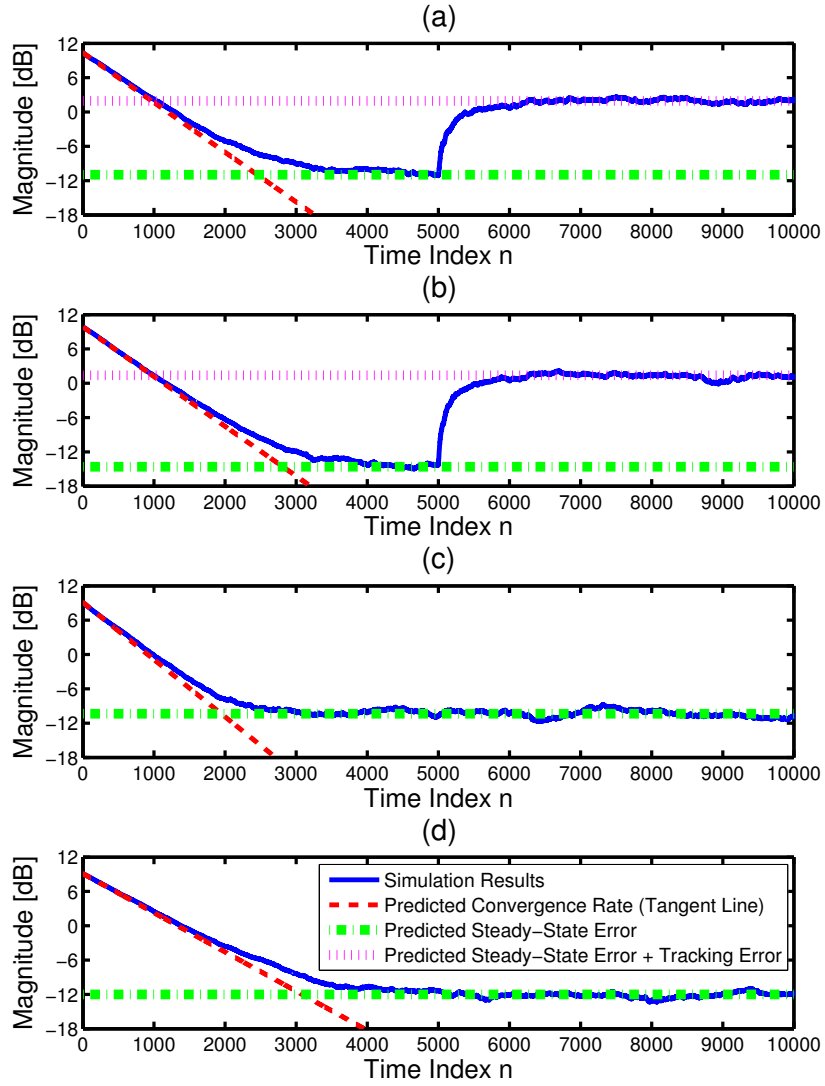 (a)
Magnitude [dB]
12
6
0
−6
−12
−18
0 1000 2000 3000 4000 5000 6000 7000 8000 9000 10000
Time Index n
(b)
Magnitude [dB]
12
6
0
−6
−12
−18
0 1000 2000 3000 4000 5000 6000 7000 8000 9000 10000
Time Index n
(c)
Magnitude [dB]
12
6
0
−6
−12
−18
0 1000 2000 3000 4000 5000 6000 7000 8000 9000 10000
Time Index n
(d)
Magnitude [dB]
12
6
0
−6
−12
−18
Simulation Results
Predicted Convergence Rate (Tangent Line)
Predicted Steady−State Error
Predicted Steady−State Error + Tracking Error
0 1000 2000 3000 4000 5000 6000 7000 8000 9000 10000
Time Index n